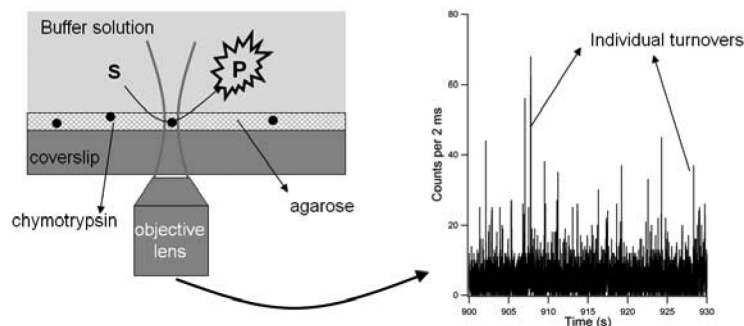 Buffer solution
S
P
coverslip
chymotrypsin
agarose
objective
lens
80
60
40
20
0
Counts per 2 ms
Individual turnovers
900
905
910
915
920
925
930
Time (s)